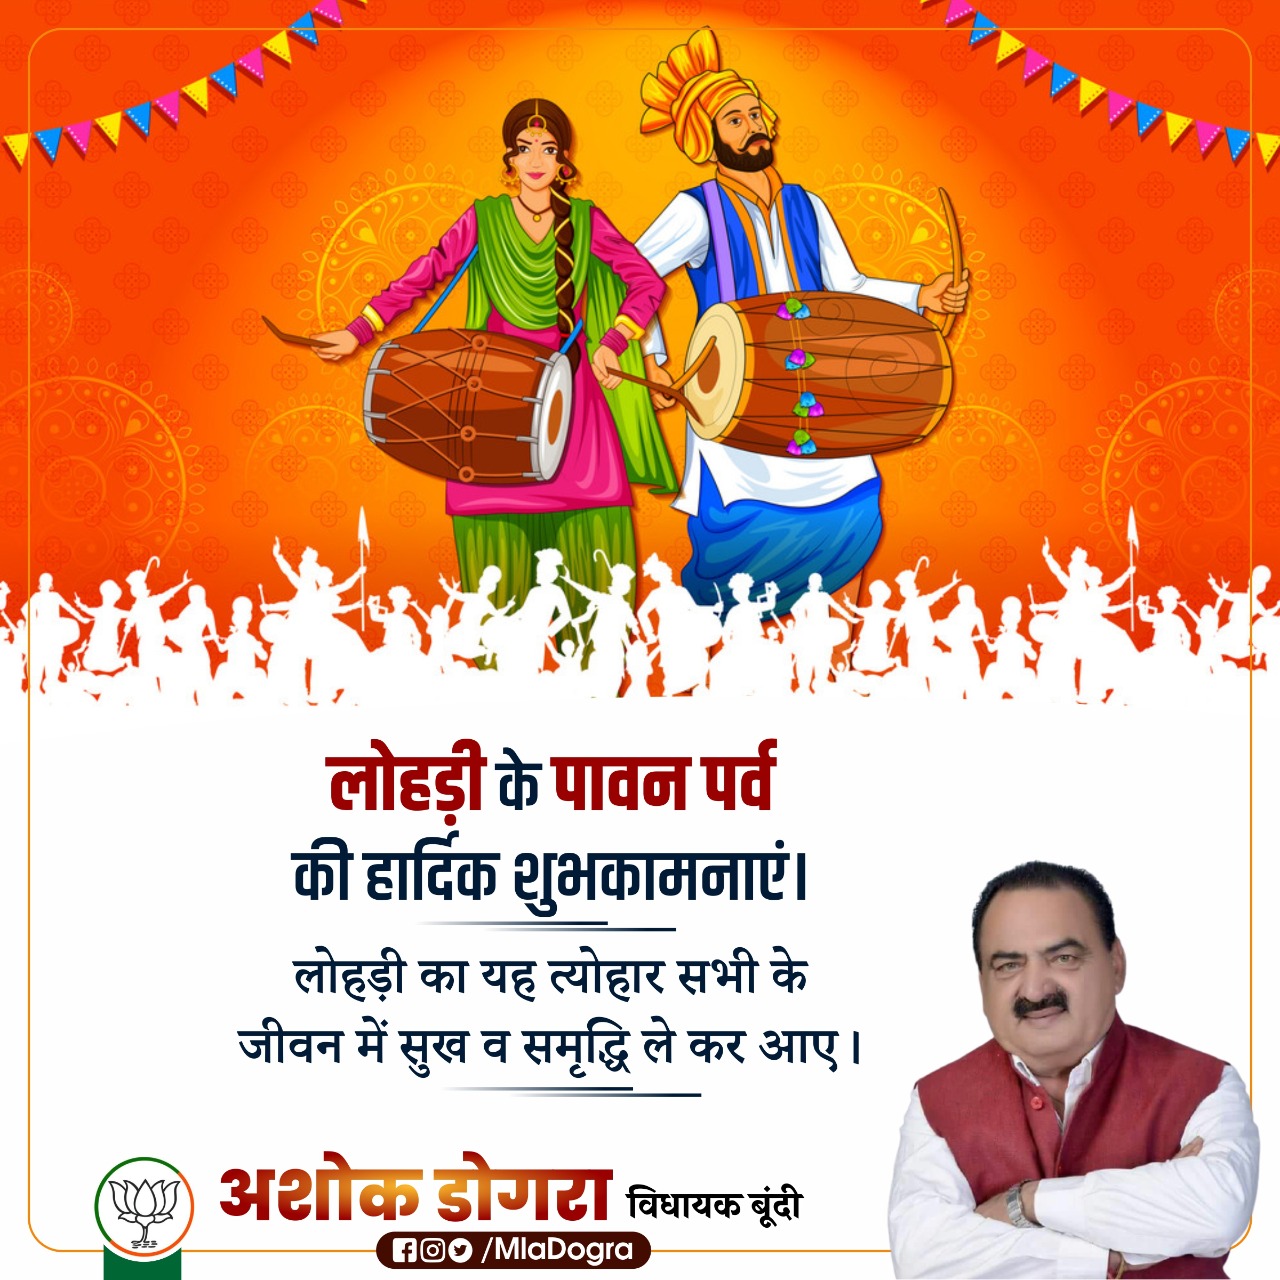 लोहड़ी के पावन पर्व
की हार्दिक शुभकामनाएं।
लोहड़ी का यह त्योहार सभी के
जीवन में सुख व समृद्धि ले कर आए।
अशोक डोगरा विधायक बूंदी
/MlaDogra